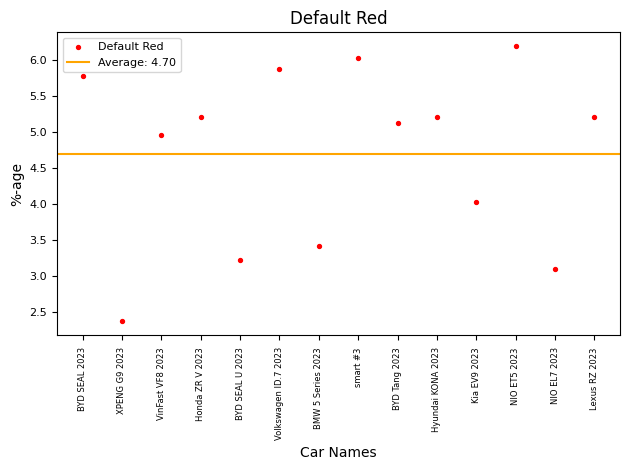 Default Red
Default Red
Average: 4.70
%-age
6.0
5.5
5.0
4.5
4.0
3.5
3.0
2.5
BYD SEAL 2023
XPENG G9 2023
VinFast VF8 2023
Honda ZR V 2023
BYD SEAL U 2023
Volkswagen ID.7 2023
BMW 5 Series 2023
smart #3
BYD Tang 2023
Hyundai KONA 2023
Kia EV9 2023
NIO ET5 2023
NIO EL7 2023
Lexus RZ 2023
Car Names